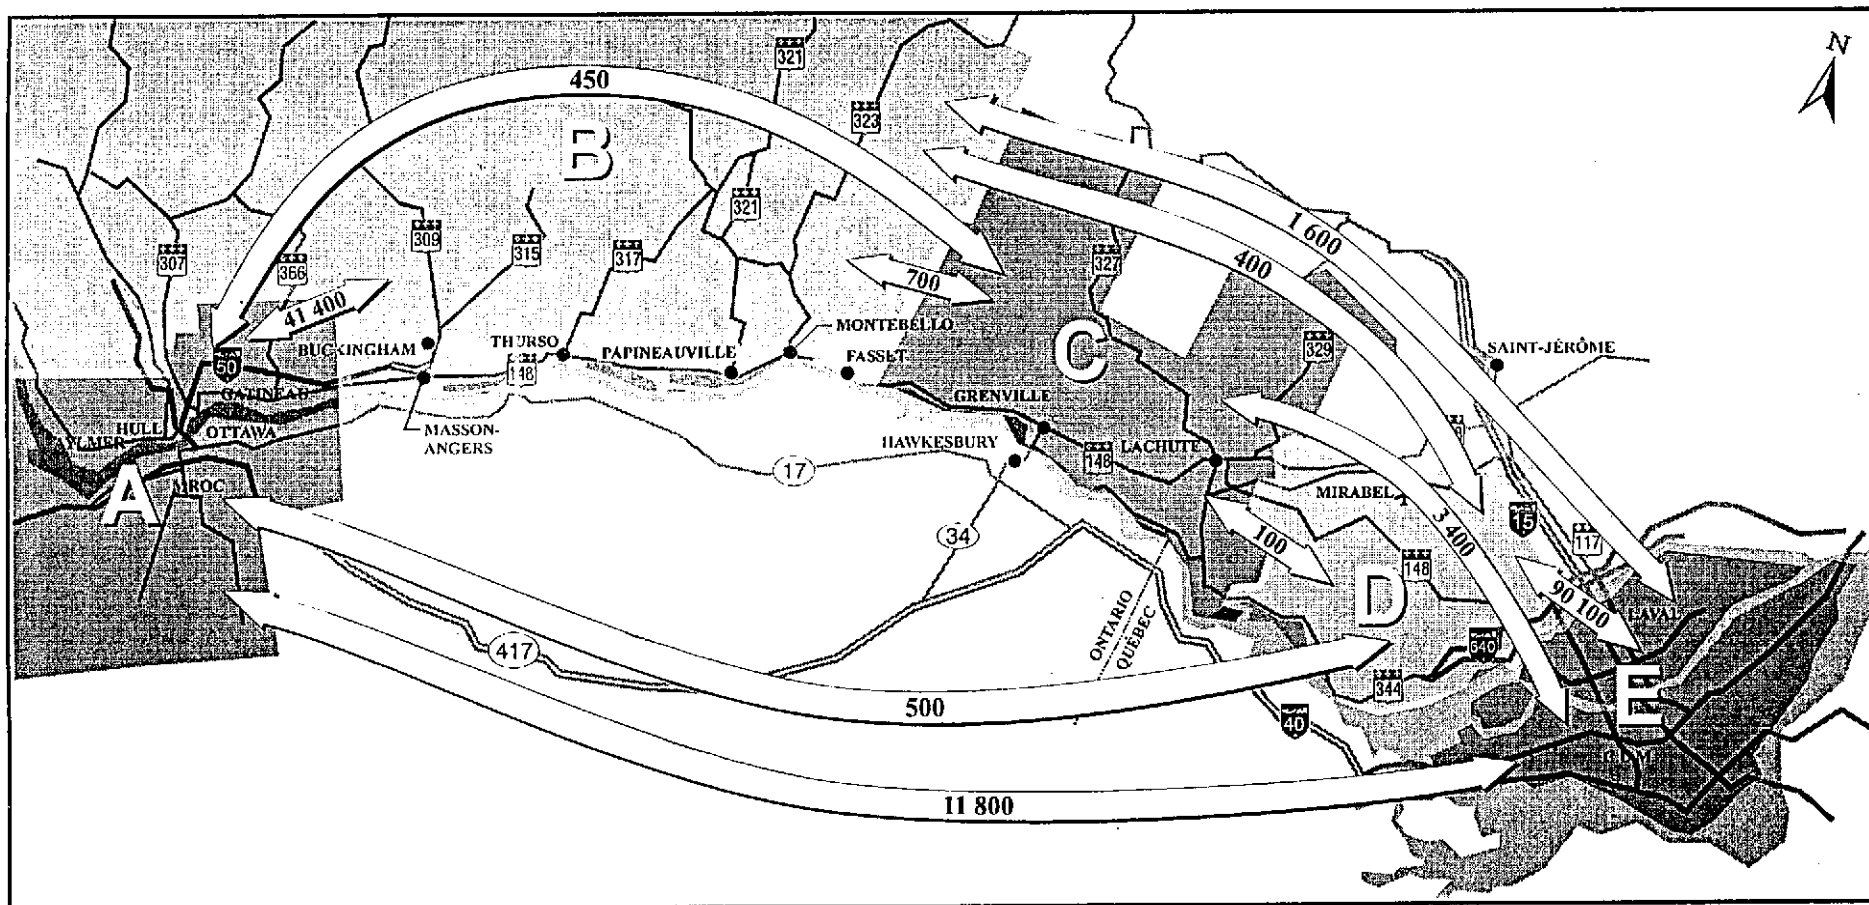 N
321
450
323
B
321
309
315
317
307
366
327
1 600
400
700
41 400
MONTEBELLO
THURSO
BUCKINGHAM
PAPINEAUVILLE
FASSET
C
329
SAINT-JÉRÔME
50
148
GATINEAU
GRENVILLE
HULL
OTTAWA
AYLMER
MASSON-
ANGERS
HAWKESBURY
LACHUTE
148
17
A
MIRABEL
3 400
15
117
34
100
148
D
90 100
LAVAL
ONTARIO
QUÉBEC
417
640
344
E
500
40
11 800